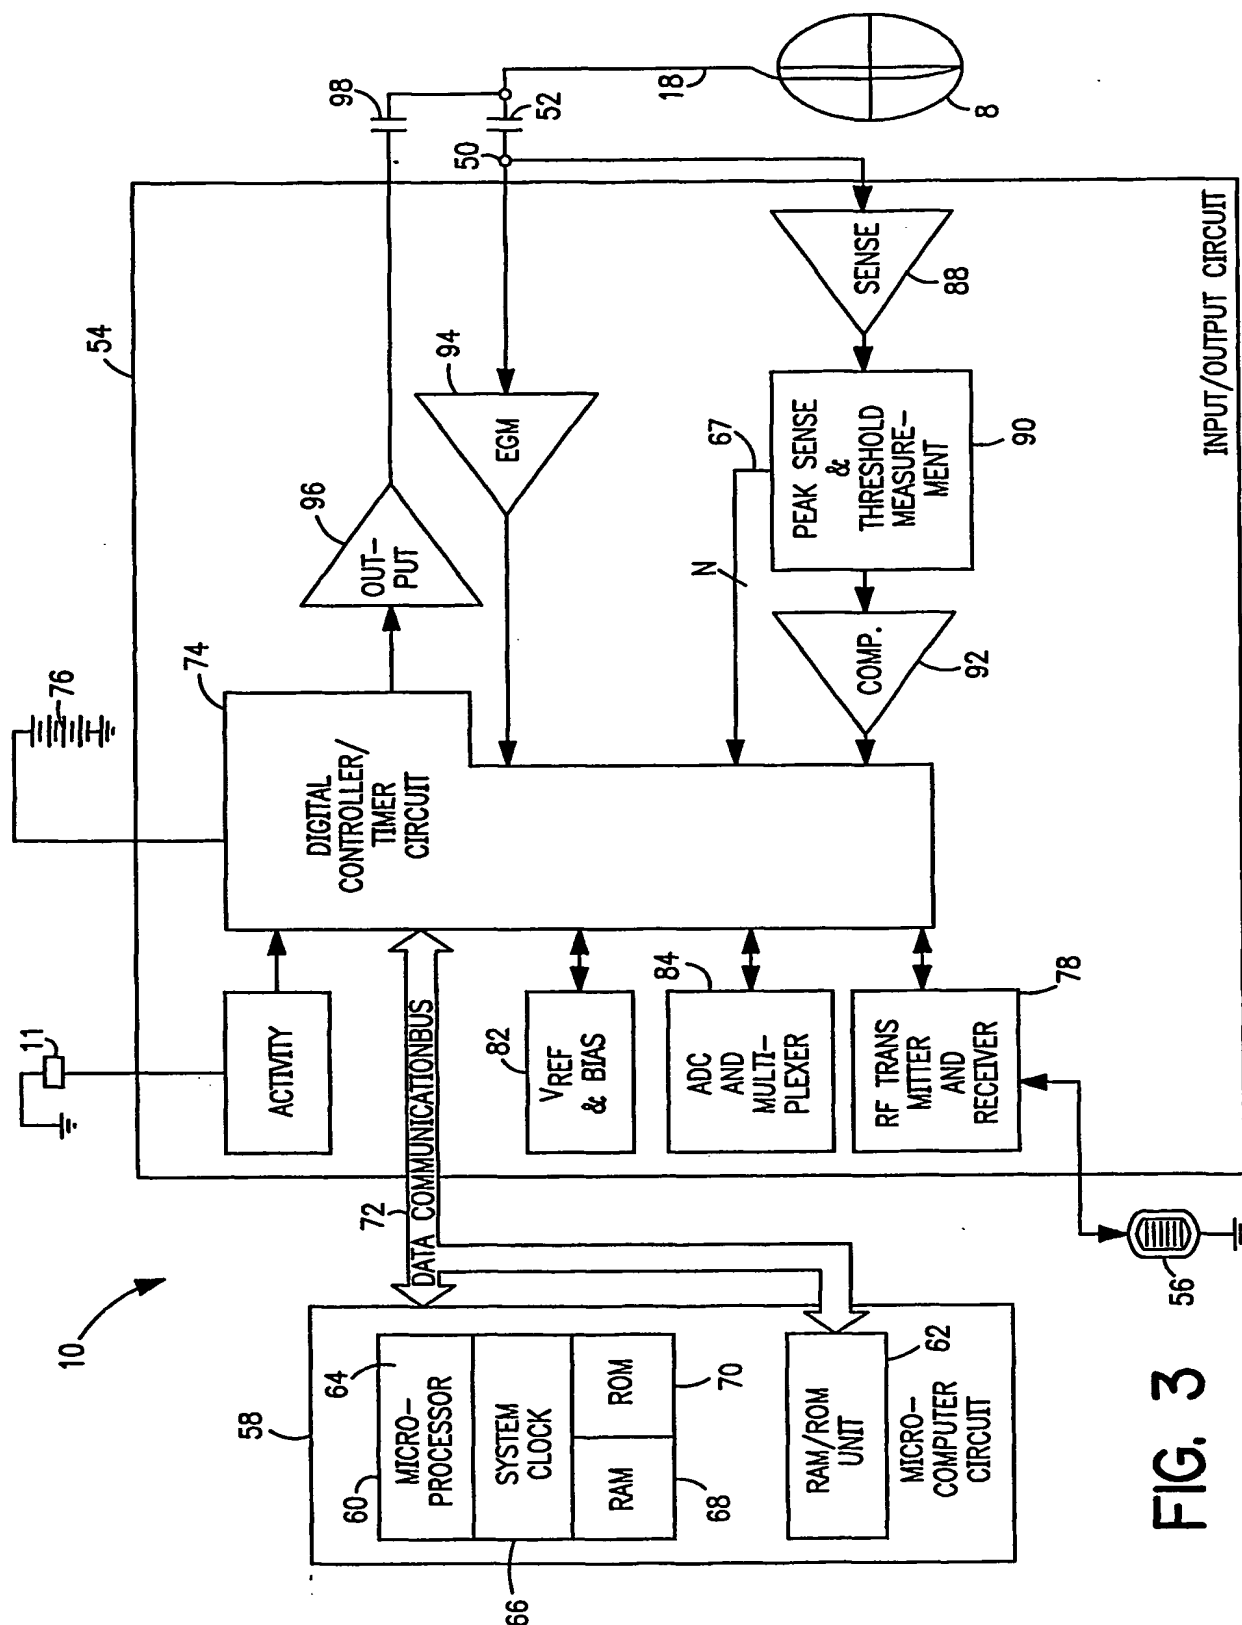 10
58
60
64
MICRO-
PROCESSOR
SYSTEM
CLOCK
RAM
ROM
66
68
70
RAM/ROM
UNIT
62
MICRO-
COMPUTER
CIRCUIT
72
DATA COMMUNICATIONBUS
11
ACTIVITY
82
VREF
& BIAS
84
ADC
AND
MULTI-
PLEXER
RF TRANS
MITTER
AND
RECEIVER
78
56
76
74
DIGITAL
CONTROLLER/
TIMER
CIRCUIT
54
96
OUT-
PUT
94
EGM
98
52
50
18
8
SENSE
88
67
N
PEAK SENSE
&
THRESHOLD
MEASURE-
MENT
90
COMP.
92
INPUT/OUTPUT CIRCUIT
FIG. 3